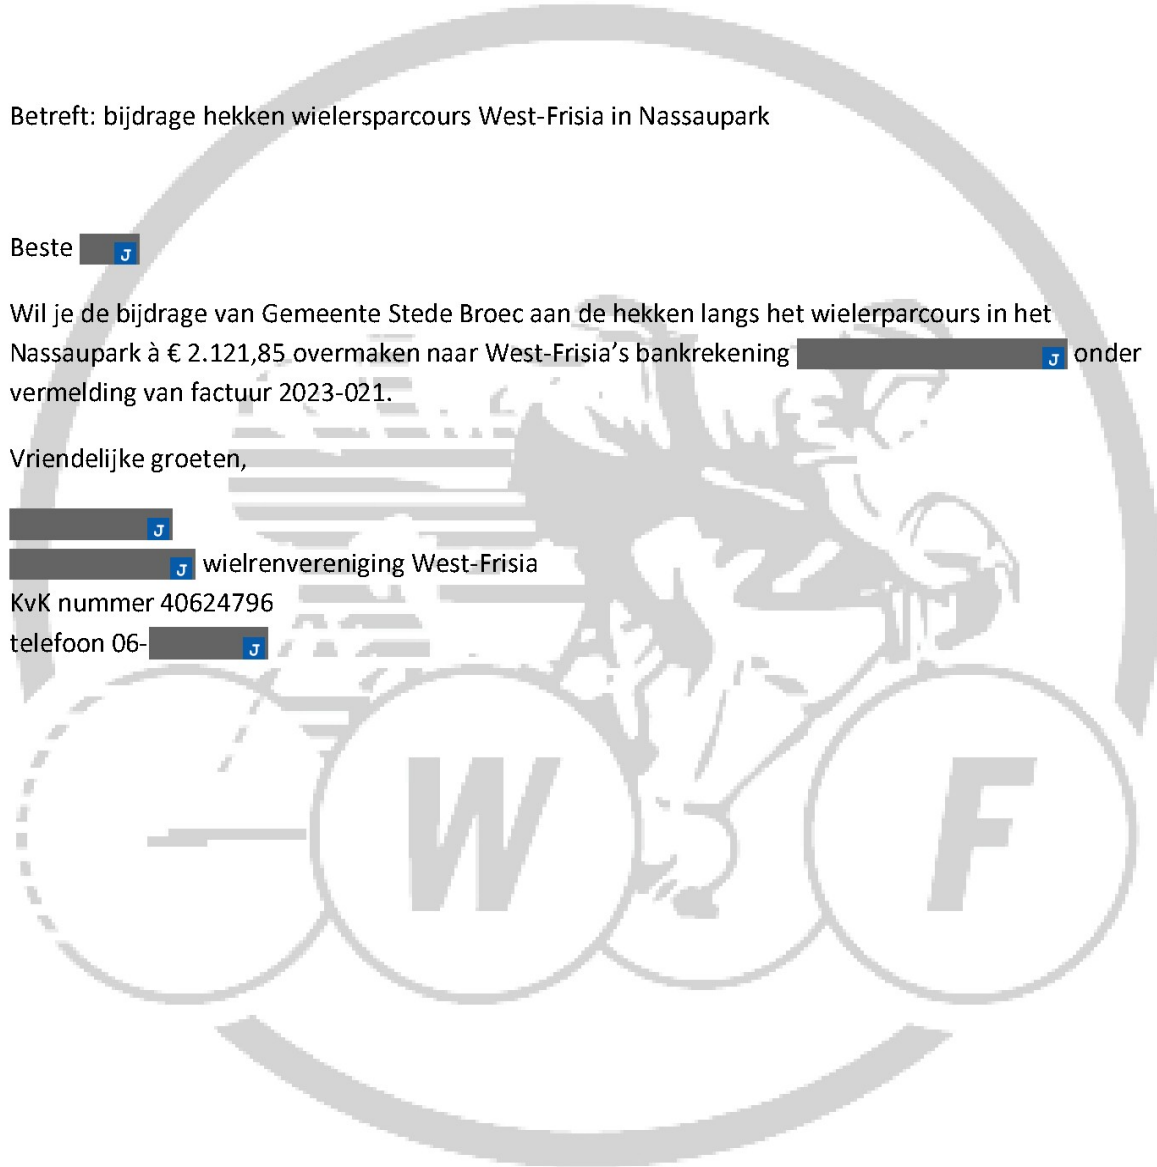 Betreft: bijdrage hekken wielersparcours West-Frisia in Nassaupark
Beste J
Wil je de bijdrage van Gemeente Stede Broec aan de hekken langs het wielerparcours in het
Nassaupark à € 2.121,85 overmaken naar West-Frisia’s bankrekening J onder
vermelding van factuur 2023-021.
Vriendelijke groeten,
J
J wielrenvereniging West-Frisia
KvK nummer 40624796
telefoon 06- J
W F